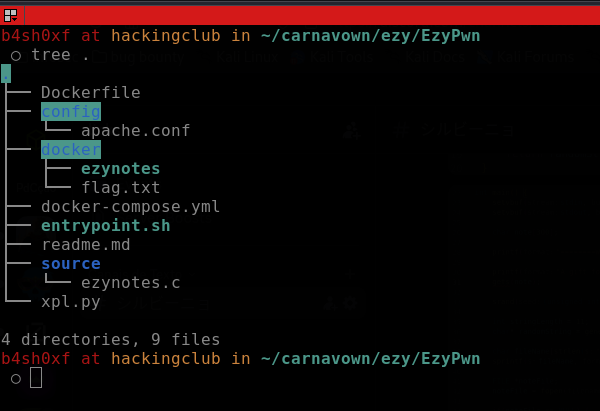 b4sh0xf at hackingclub in ~/carnavown/ezy/EzyPwn
○ tree .
.
├── Dockerfile
├── config
│   └── apache.conf
├── docker
│   ├── ezynotes
│   └── flag.txt
├── docker-compose.yml
├── entrypoint.sh
├── readme.md
├── source
│   └── ezynotes.c
└── xpl.py
4 directories, 9 files
b4sh0xf at hackingclub in ~/carnavown/ezy/EzyPwn
○